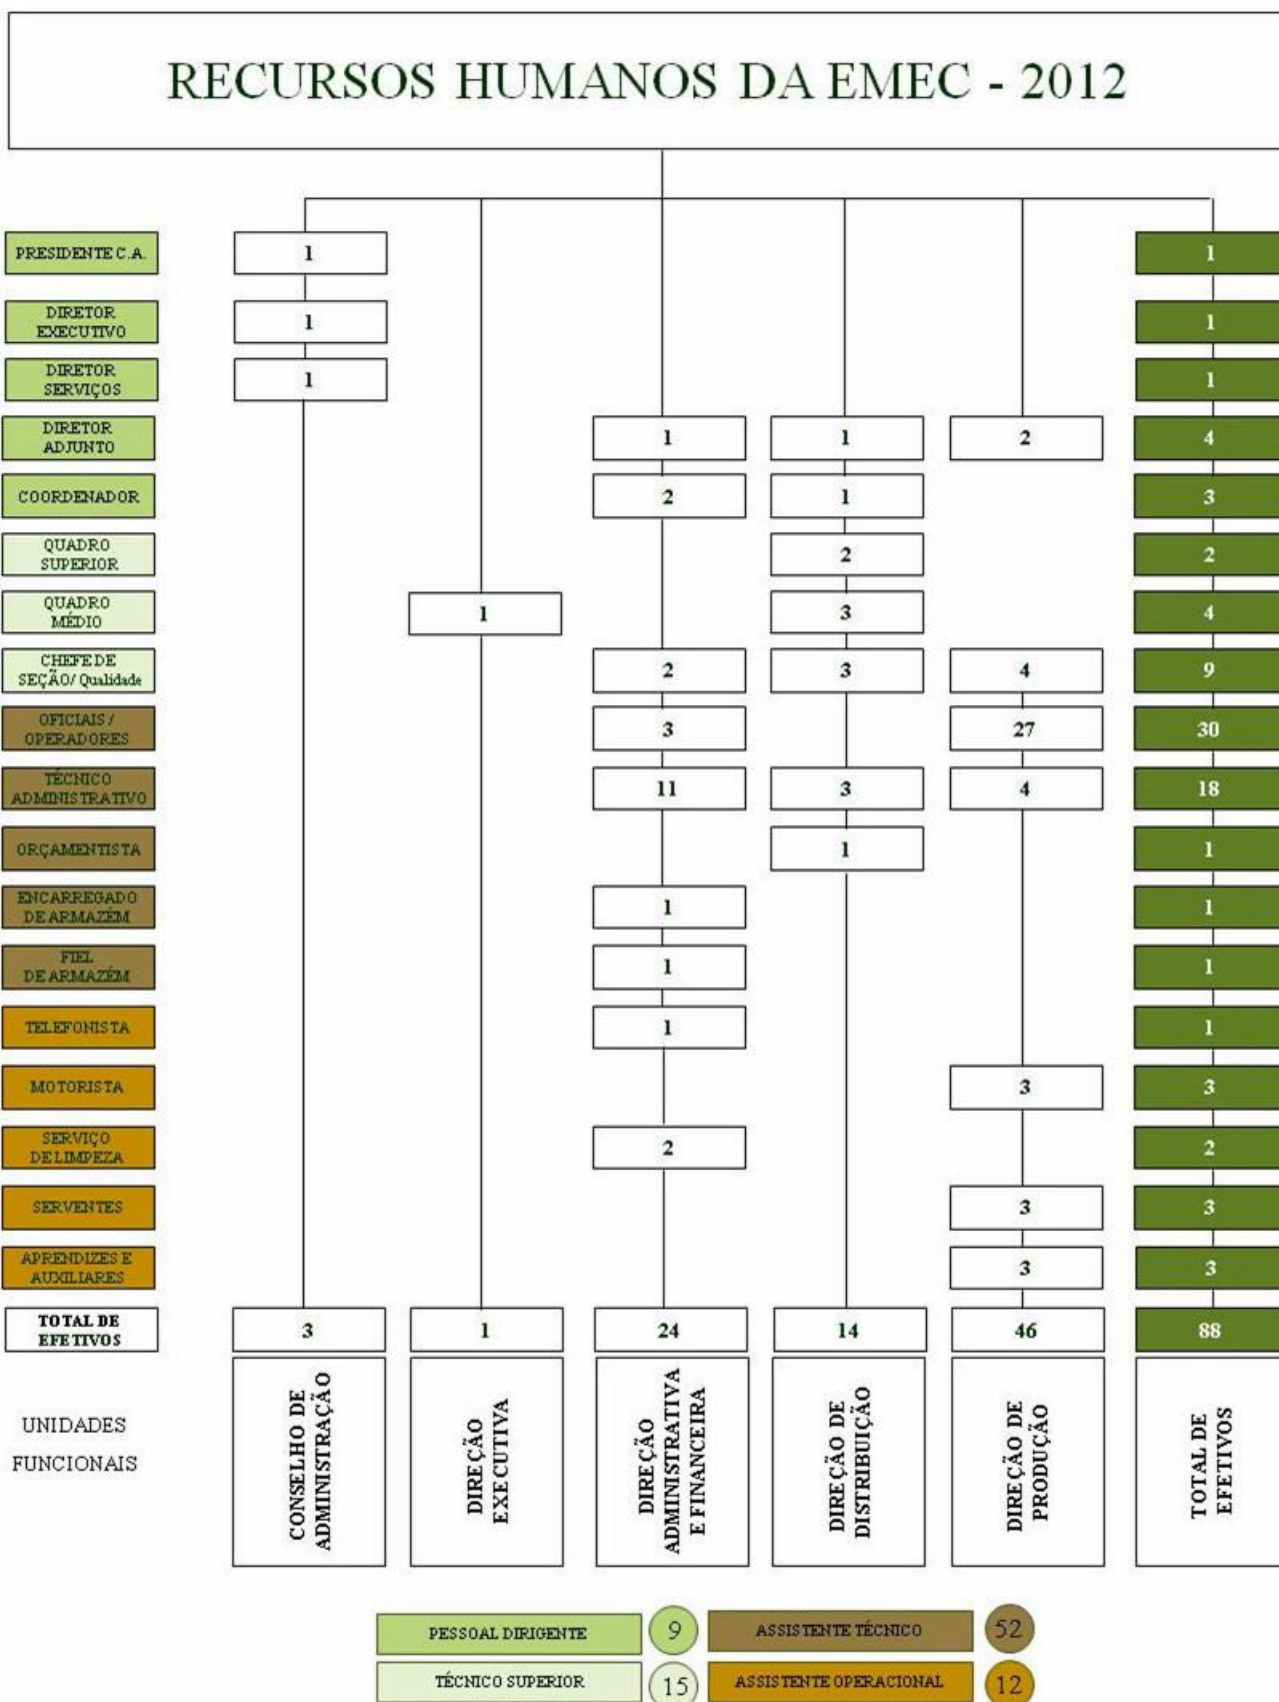 RECURSOS HUMANOS DA EMEC - 2012
PRESIDENTE C.A.
1
1
DIRETOR
EXECUTIVO
1
1
DIRETOR
SERVIÇOS
1
1
DIRETOR
ADJUNTO
1
1
2
4
COORDENADOR
2
1
3
QUADRO
SUPERIOR
2
2
QUADRO
MÉDIO
1
3
4
CHEFE DE
SEÇÃO/ Qualidade
2
3
4
9
OFICIAIS /
OPERADORES
3
27
30
TÉCNICO
ADMINISTRATIVO
11
3
4
18
ORÇAMENTISTA
1
1
ENCARREGADO
DE ARMAZÉM
1
1
FIEL
DE ARMAZÉM
1
1
TELEFONISTA
1
1
MOTORISTA
3
3
SERVIÇO
DE LIMPEZA
2
2
SERVENTES
3
3
APRENDIZES E
AUXILIARES
3
3
TOTAL DE
EFETIVOS
3
1
24
14
46
88
UNIDADES
FUNCIONAIS
CONSELHO DE
ADMINISTRAÇÃO
DIREÇÃO
EXECUTIVA
DIREÇÃO
ADMINISTRATIVA
E FINANCEIRA
DIREÇÃO DE
DISTRIBUIÇÃO
DIREÇÃO DE
PRODUÇÃO
TOTAL DE
EFETIVOS
PESSOAL DIRIGENTE
9
ASSISTENTE TÉCNICO
52
TÉCNICO SUPERIOR
15
ASSISTENTE OPERACIONAL
12